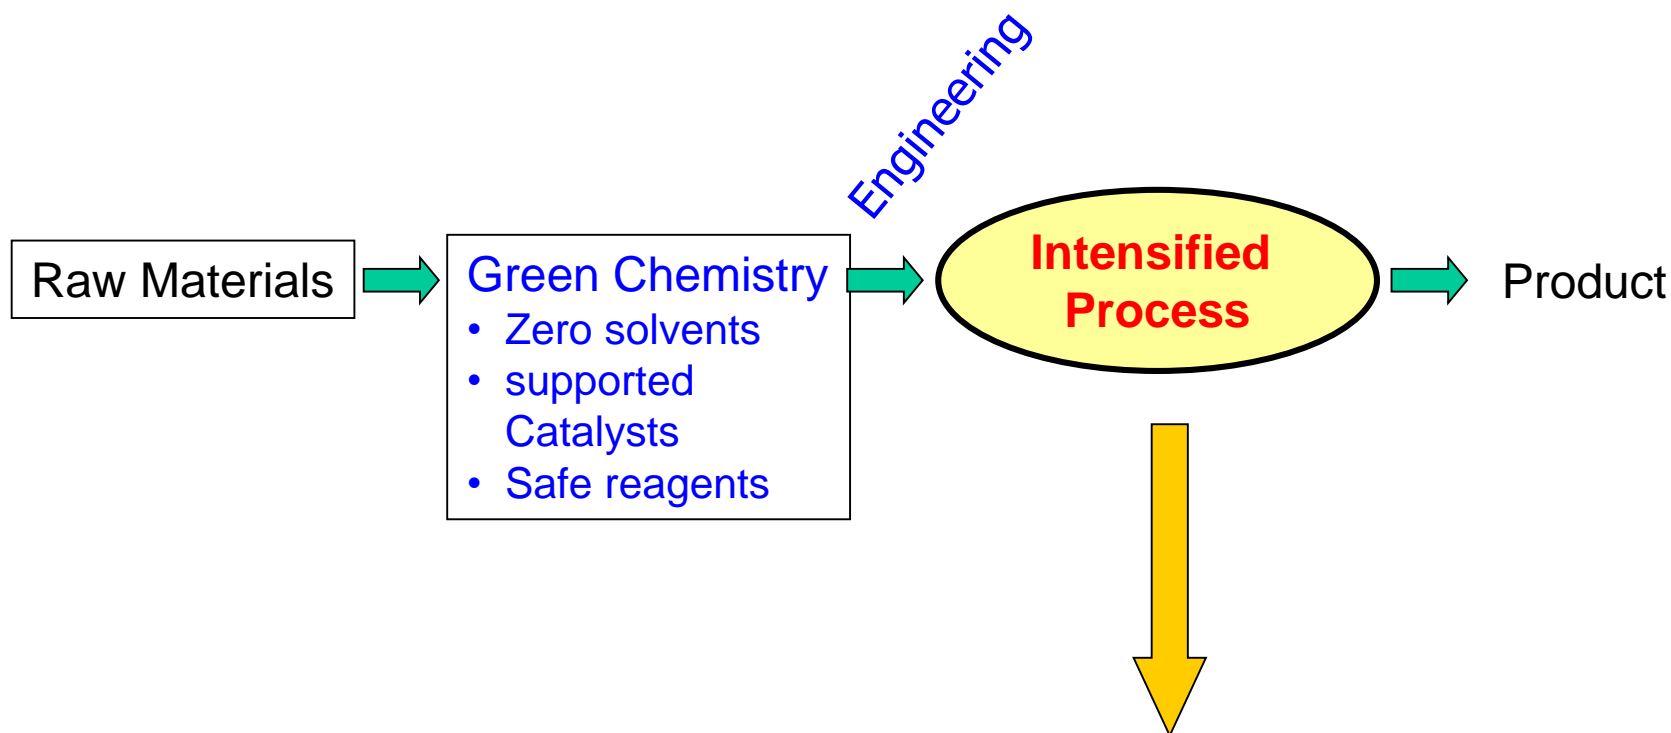 Engineering
Raw Materials
Green Chemistry
• Zero solvents
• supported
Catalysts
• Safe reagents
Intensified
Process
Product